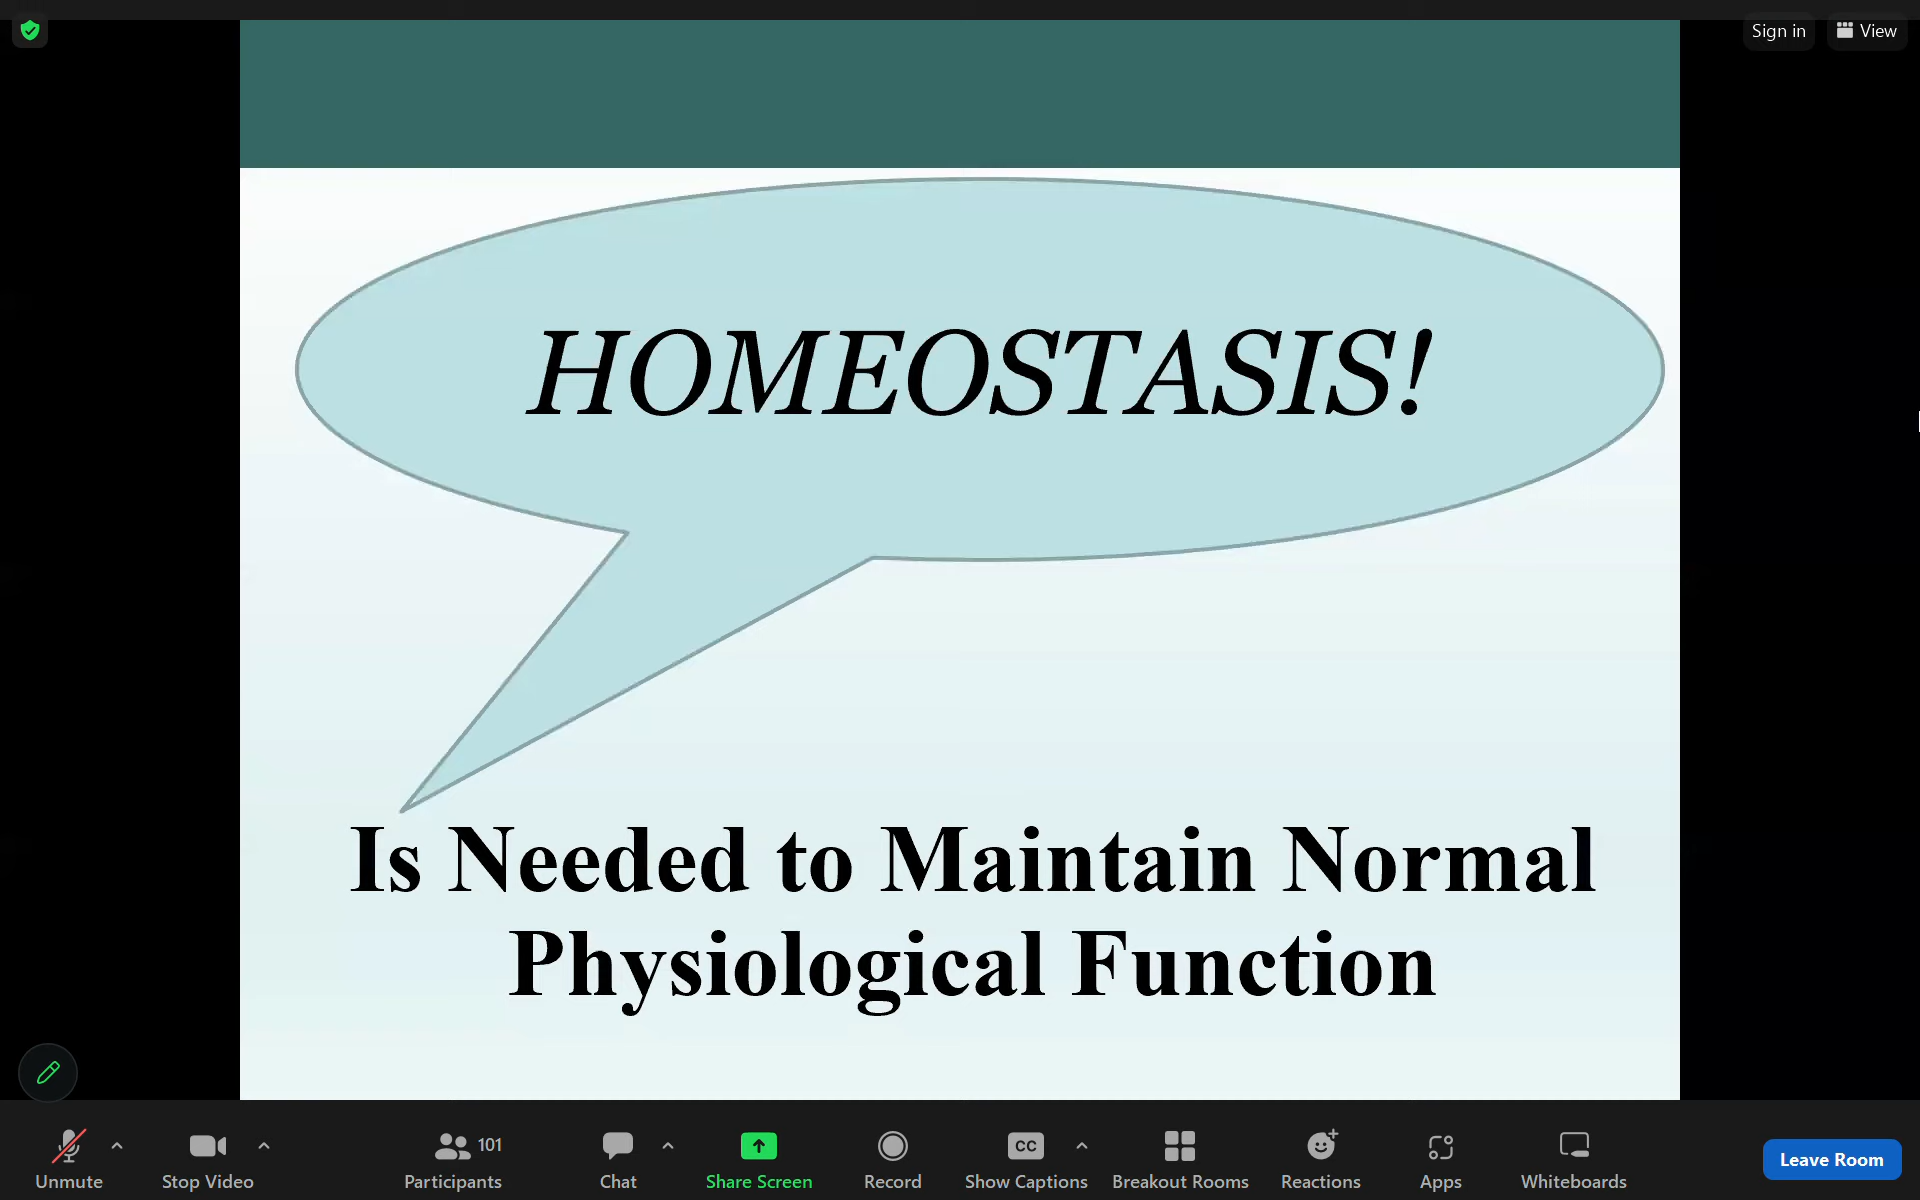 Sign in
View
HOMEOSTASIS!
Is Needed to Maintain Normal
Physiological Function
101
CC
Unmute
Stop Video
Participants
Chat
Share Screen
Record
Show Captions
Breakout Rooms
Reactions
Apps
Whiteboards
Leave Room